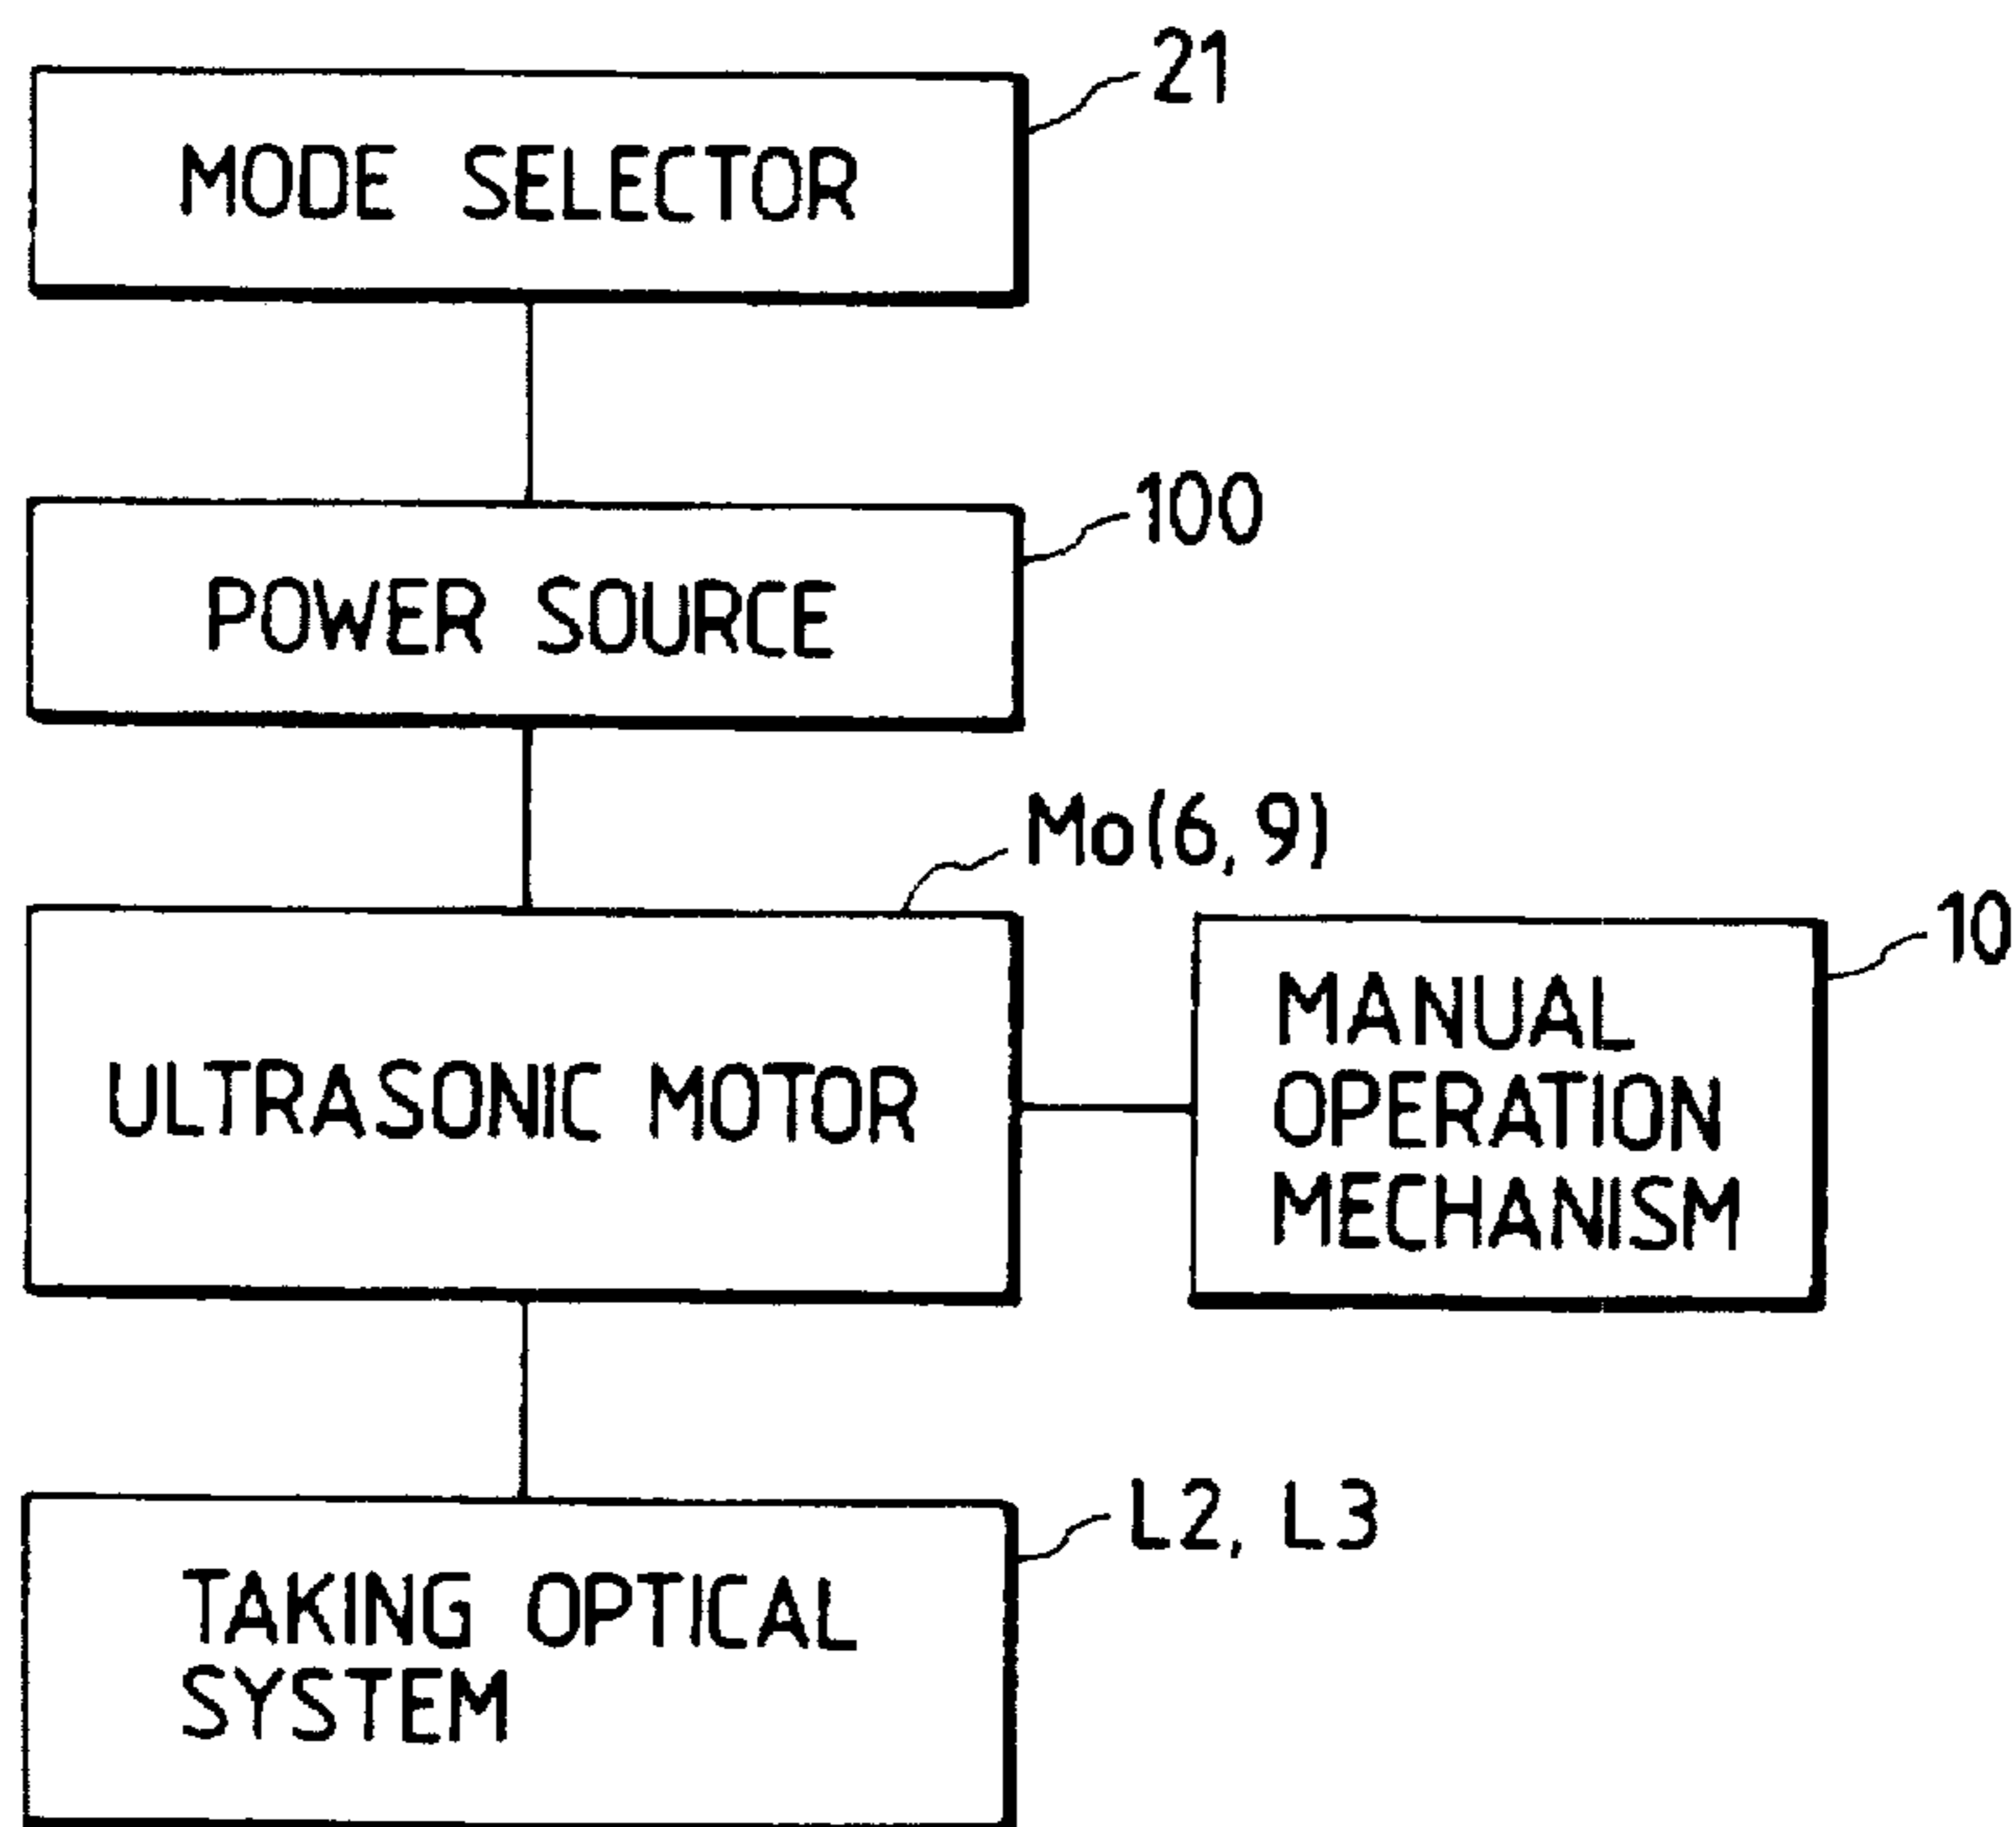 21
MODE SELECTOR
100
POWER SOURCE
Mo(6,9)
10
ULTRASONIC MOTOR
MANUAL
OPERATION
MECHANISM
L2, L3
TAKING OPTICAL
SYSTEM